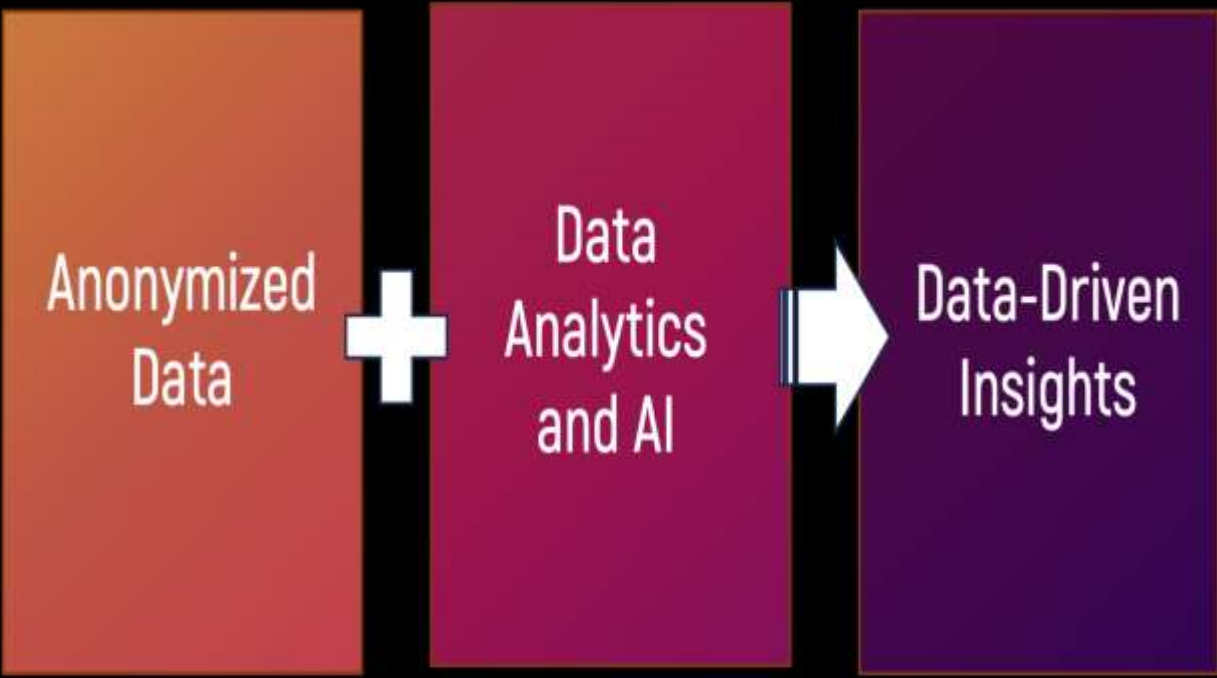 Anonymized
Data
Data
Analytics
and AI
Data-Driven
Insights